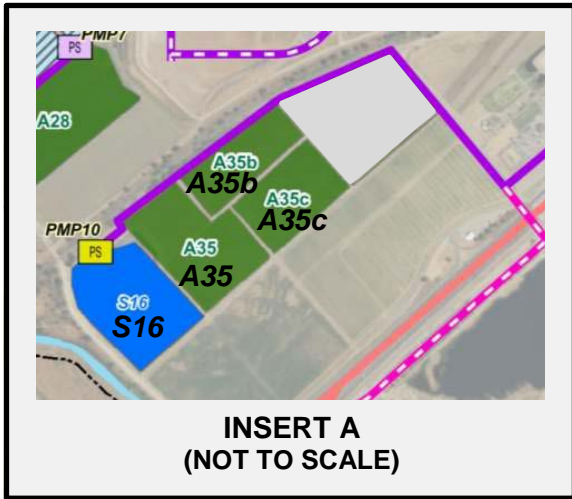 PMP7
PS
A28
A35b
A35b
A35c
A35c
PMP10
PS
A35
A35
S16
S16
INSERT A
(NOT TO SCALE)